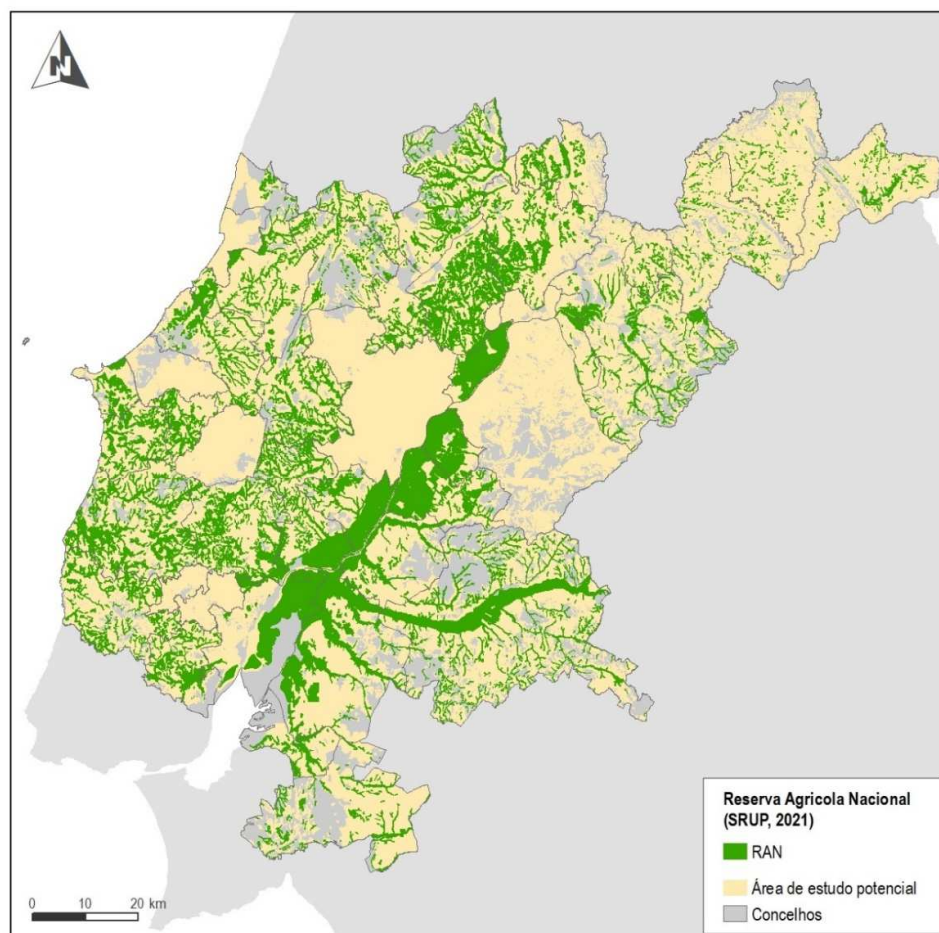 N
Reserva Agrícola Nacional
(SRUP, 2021)
RAN
Área de estudo potencial
Concelhos
0 10 20 km